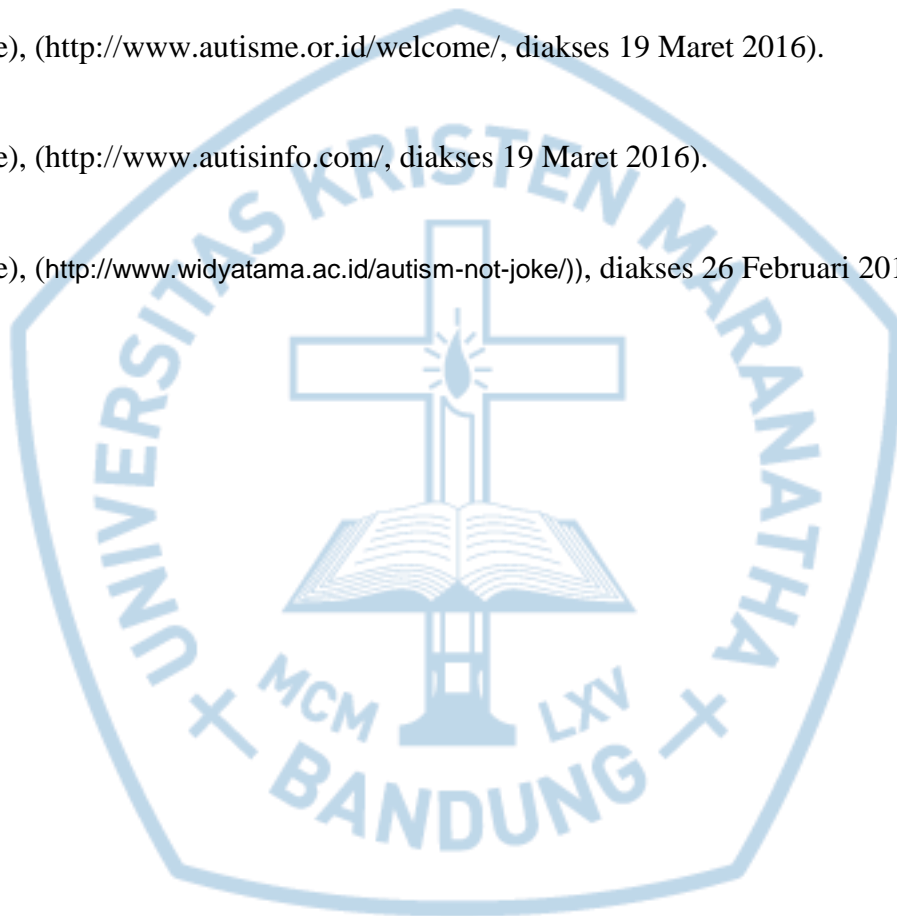 e), (http://www.autisme.or.id/welcome/, diakses 19 Maret 2016).
e), (http://www.autisinfo.com/, diakses 19 Maret 2016).
e), (http://www.widyatama.ac.id/autism-not-joke/)), diakses 26 Februari 201
UNIVERSITAS KRISTEN MARANATHA
MCM LXV
BANDUNG